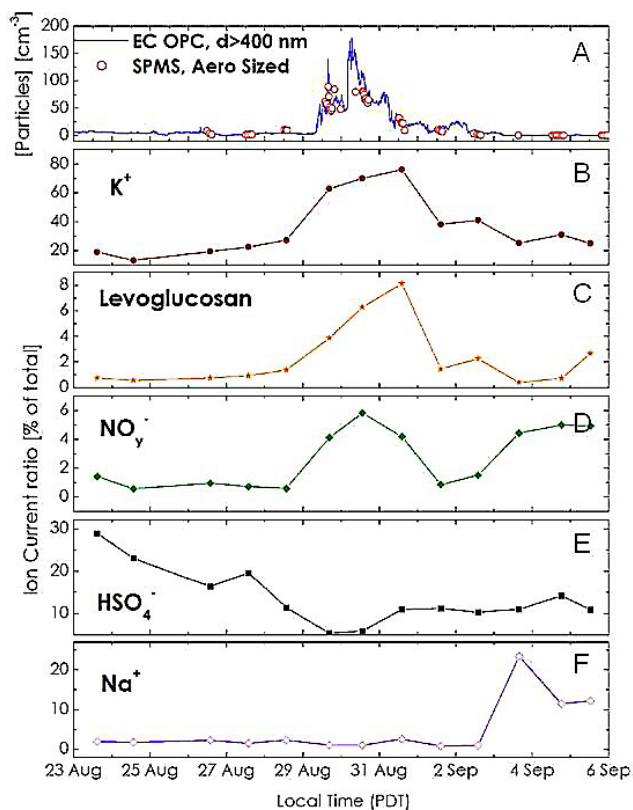 200
150
100
50
0
[Particles] [cm-3]
EC OPC, d>400 nm
SPMS, Aero Sized
A
80
60
40
20
K+
B
8
6
4
2
0
Levoglucosan
C
6
4
2
0
NOy-
D
30
20
10
HSO4-
E
20
10
0
Na+
F
Ion Current ratio [% of total]
23 Aug 25 Aug 27 Aug 29 Aug 31 Aug 2 Sep 4 Sep 6 Sep
Local Time (PDT)